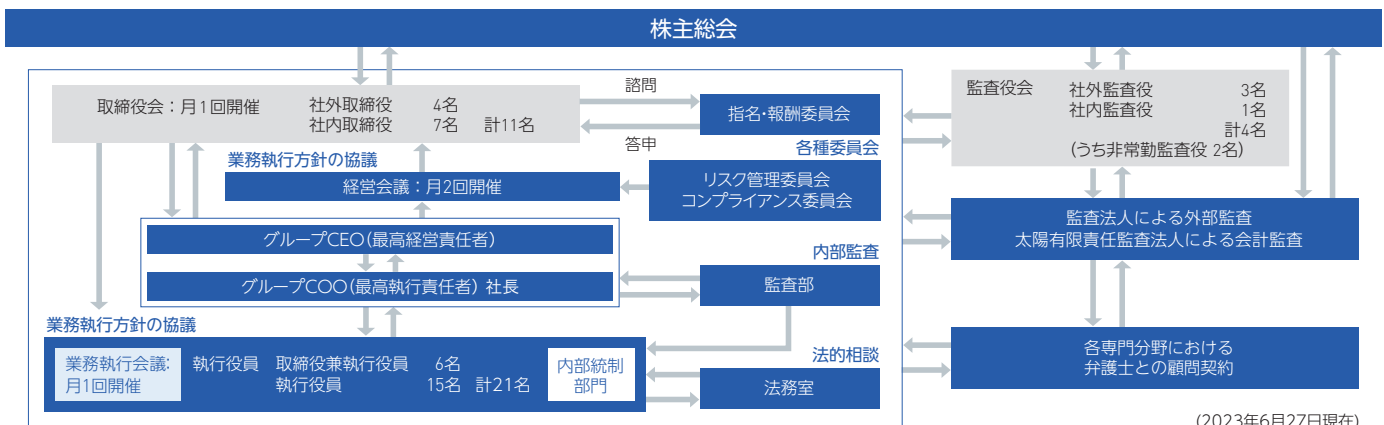 株主総会
取締役会：月1回開催
社外取締役 4名
社内取締役 7名 計11名
諮問
答申
指名・報酬委員会
各種委員会
リスク管理委員会
コンプライアンス委員会
業務執行方針の協議
経営会議：月2回開催
グループCEO（最高経営責任者）
グループCOO（最高執行責任者） 社長
内部監査
監査部
業務執行方針の協議
業務執行会議：
月1回開催
執行役員 取締役兼執行役員 6名
執行役員 15名 計21名
内部統制
部門
法的相談
法務室
監査役会 社外監査役 3名
社内監査役 1名
計4名
（うち非常勤監査役 2名）
監査法人による外部監査
太陽有限責任監査法人による会計監査
各専門分野における
弁護士との顧問契約
(2023年6月27日現在)